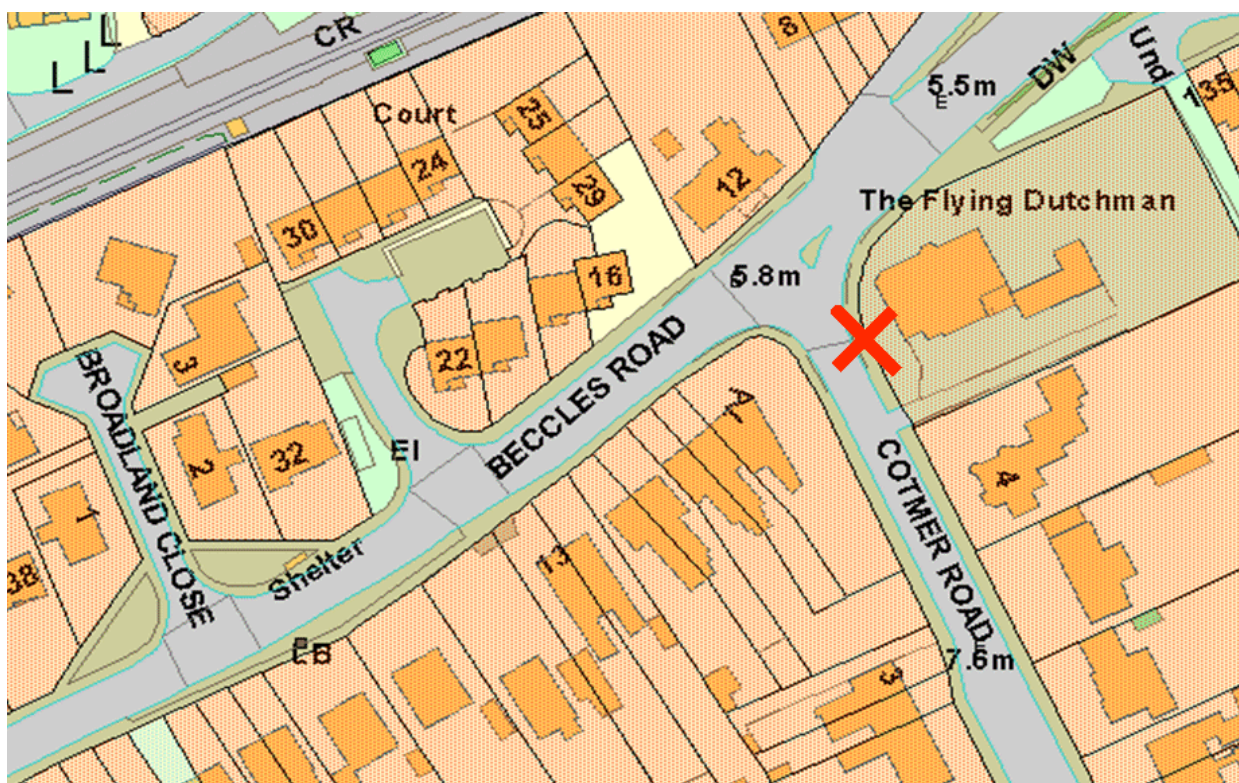 CR
8
L
L
L
5.5m
E
DW
Und
1
135
Court
25
24
29
12
30
The Flying Dutchman
16
5.8m
3
22
BROADLAND CLOSE
BECCLES ROAD
2
32
El
4
COTMER ROAD
1
38
Shelter
13
LB
7.6m
3